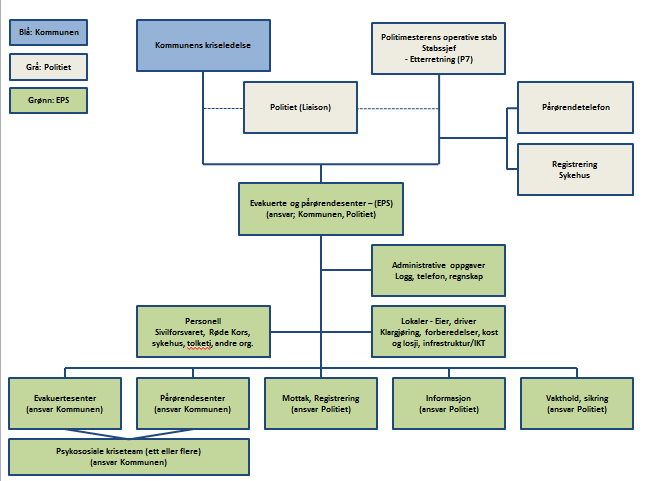 Blå: Kommunen
Grå: Politiet
Grønn: EPS
Kommunens kriseledelse
Politimesterens operative stab
Stabssjef
- Etterretning (P7)
Politiet (Liaison)
Pårørendetelefon
Registrering
Sykehus
Evakuerte og pårørendesenter – (EPS)
(ansvar; Kommunen, Politiet)
Administrative oppgaver
Logg, telefon, regnskap
Personell
Sivilforsvaret, Røde Kors,
sykehus, tolketj, andre org.
Lokaler - Eier, driver
Klargjøring, forberedelser, kost
og losji, infrastruktur/IKT
Evakuertesenter
(ansvar Kommunen)
Pårørendesenter
(ansvar Kommunen)
Mottak, Registrering
(ansvar Politiet)
Informasjon
(ansvar Politiet)
Vakthold, sikring
(ansvar Politiet)
Psykososiale kriseteam (ett eller flere)
(ansvar Kommunen)